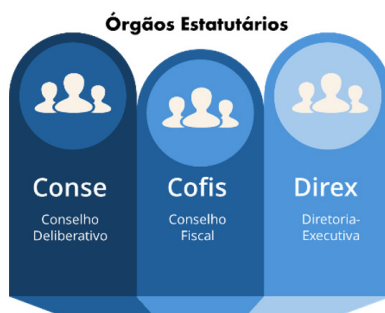 Órgãos Estatutários
Conse
Conselho
Deliberativo
Cofis
Conselho
Fiscal
Direx
Diretoria-
Executiva